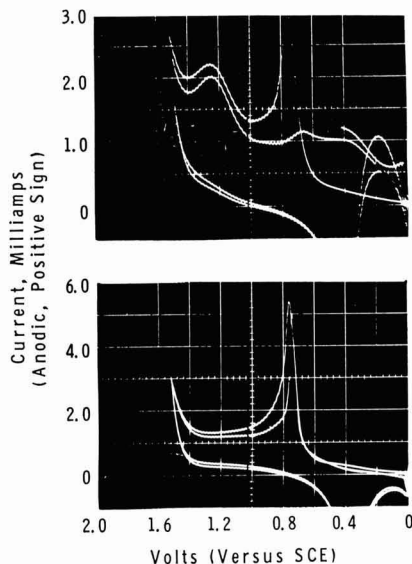 3.0
2.0
1.0
0
6.0
4.0
2.0
0
2.0 1.6 1.2 0.8 0.4 0
Current, Milliamps
(Anodic, Positive Sign)
Volts (Versus SCE)